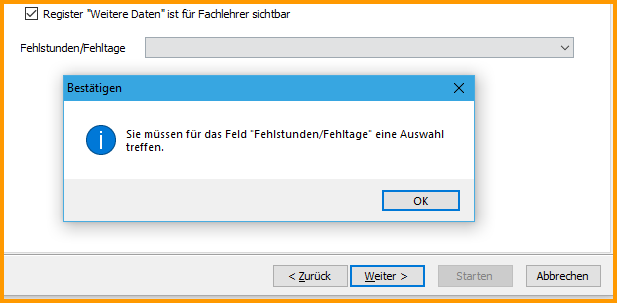 Register "Weitere Daten" ist für Fachlehrer sichtbar
Fehlstunden/Fehltage
Bestätigen
Sie müssen für das Feld "Fehlstunden/Fehltage" eine Auswahl
treffen.
OK
< Zurück Weiter > Starten Abbrechen